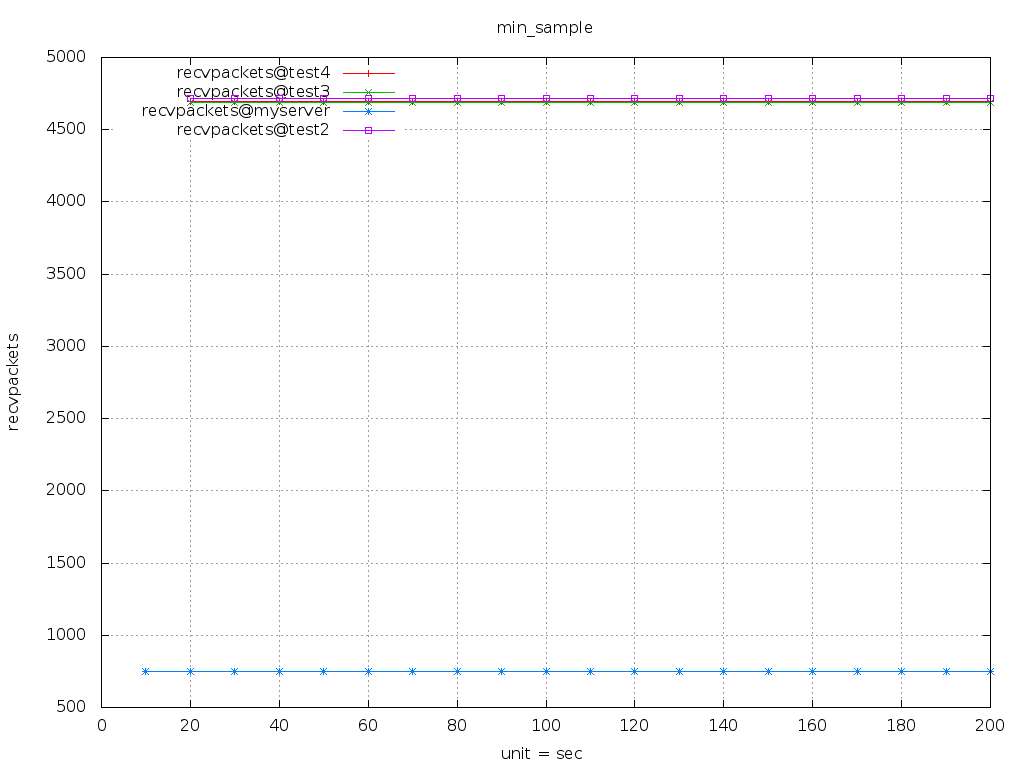 min_sample
5000
4500
4000
3500
3000
2500
2000
1500
1000
500
recvpackets@test4
recvpackets@test3
recvpackets@myserver
recvpackets@test2
recvpackets
0 20 40 60 80 100 120 140 160 180 200
unit = sec